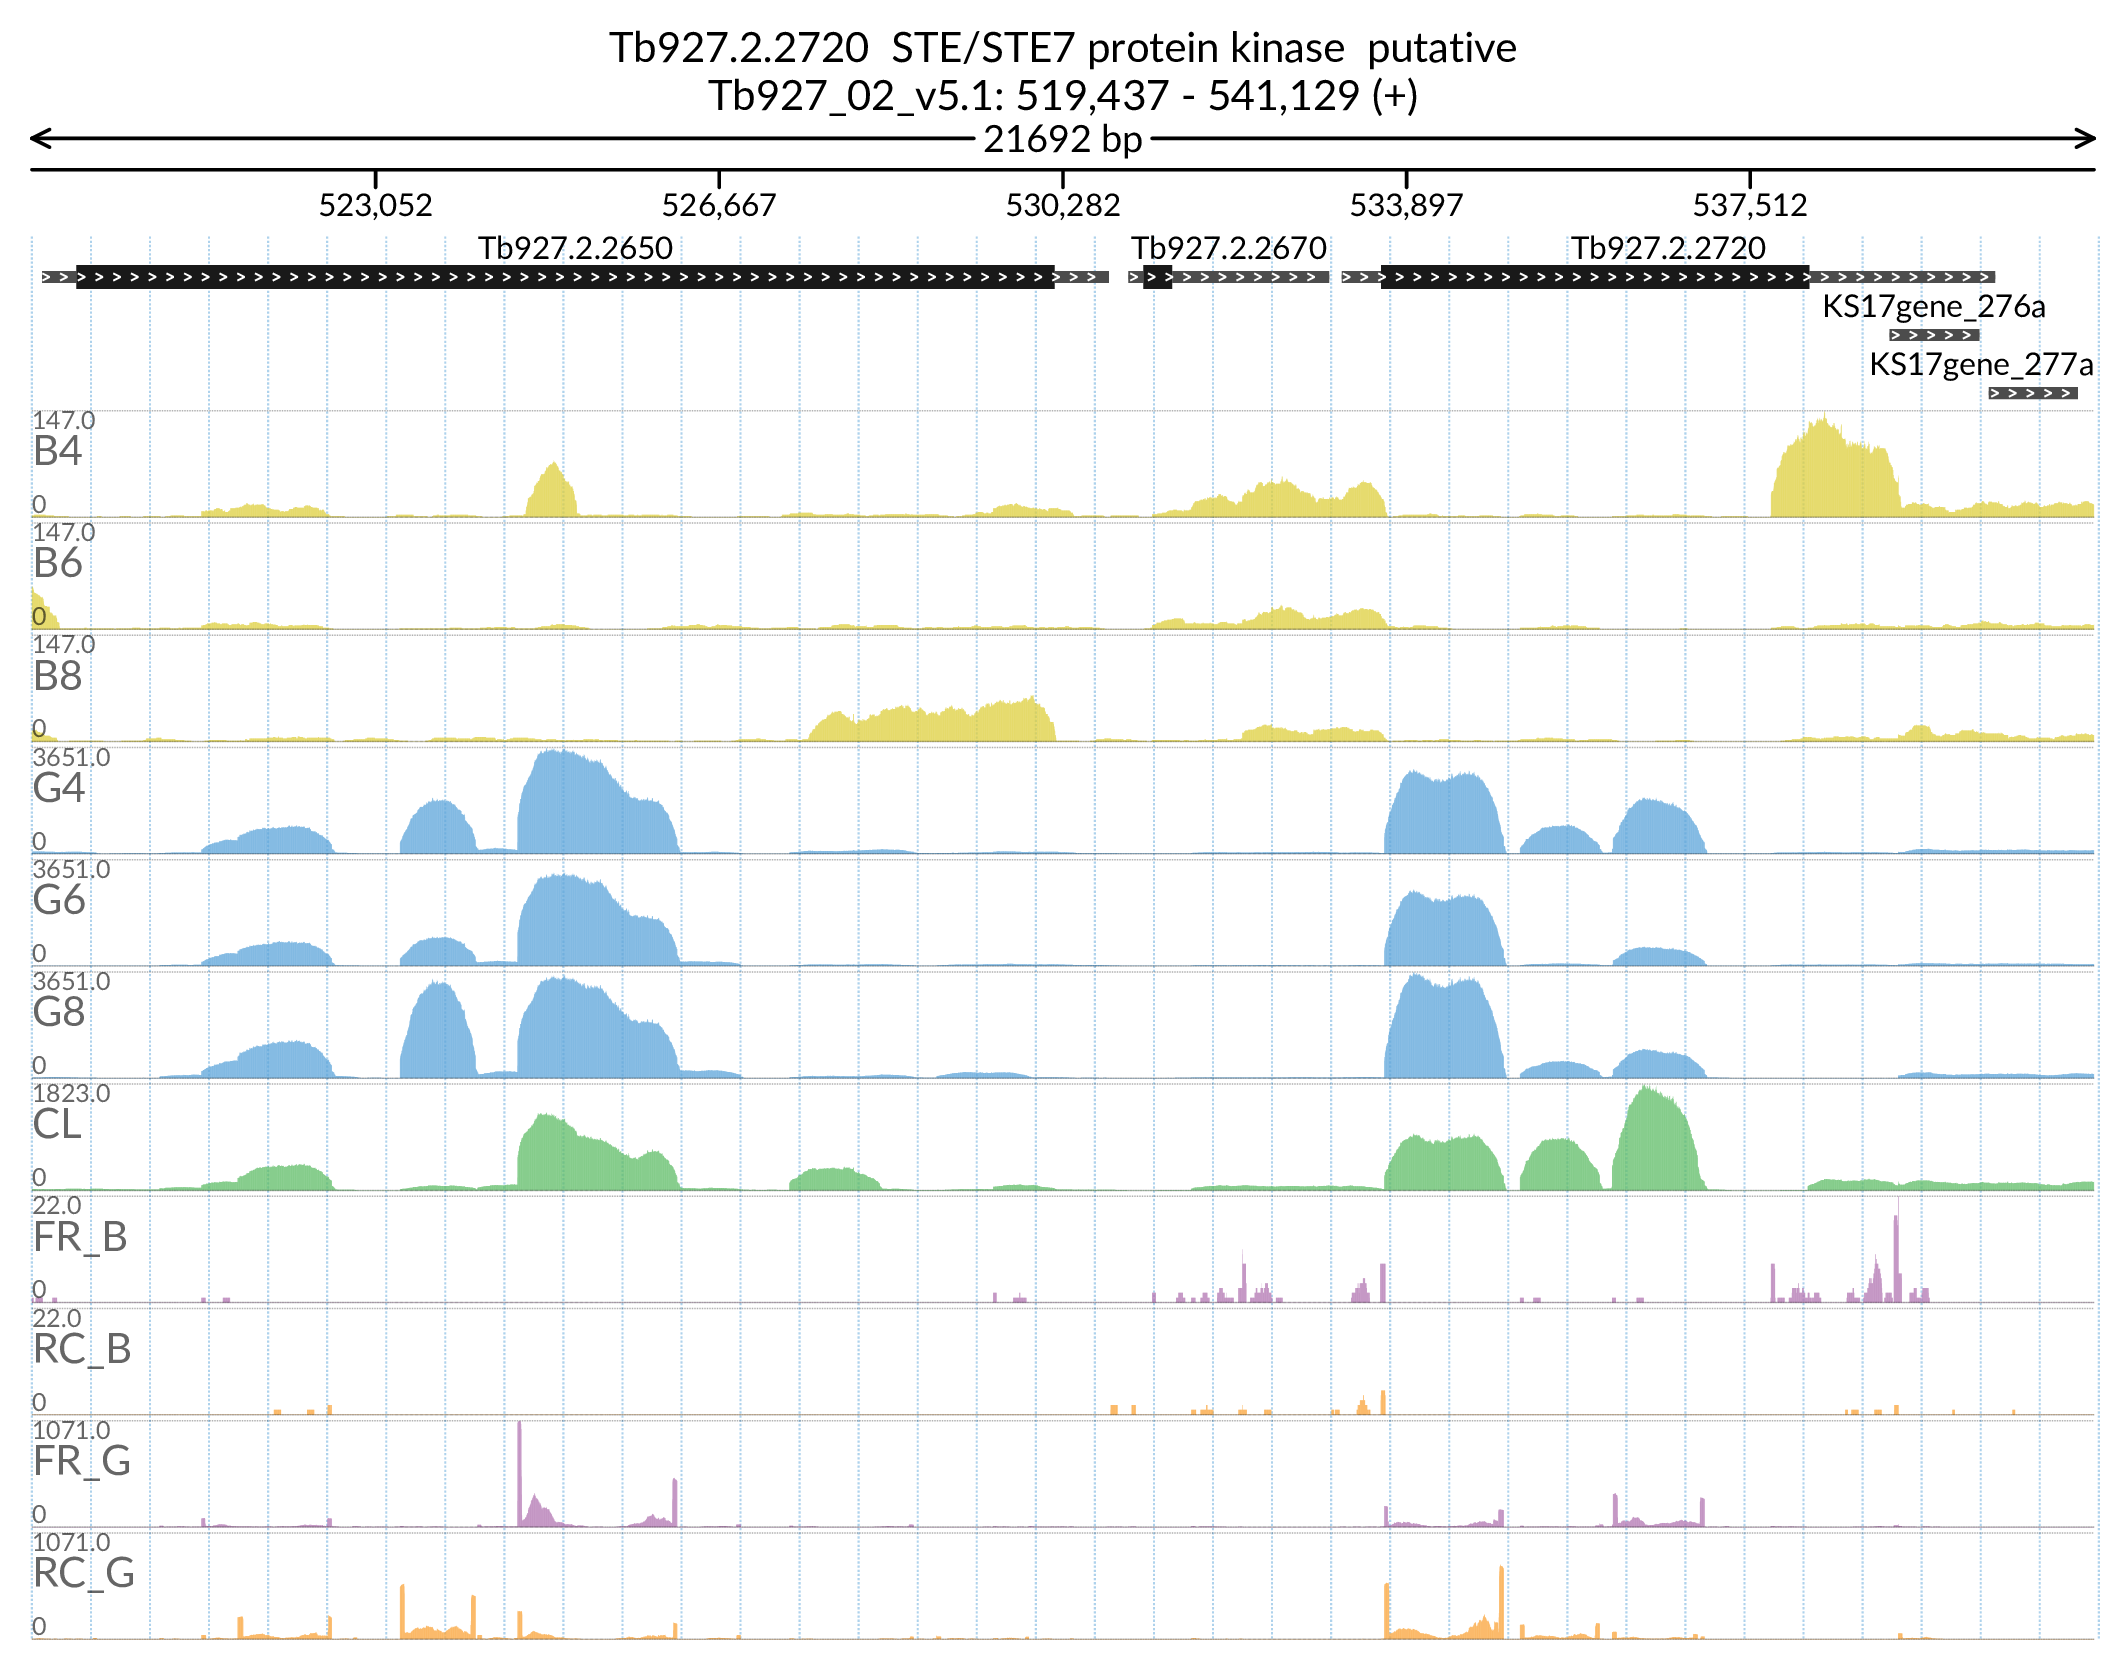 Tb927.2.2720  STE/STE7 protein kinase  putative
Tb927_02_v5.1: 519,437 - 541,129 (+)
21692 bp
523,052 526,667 530,282 533,897 537,512
Tb927.2.2650 Tb927.2.2670 Tb927.2.2720
KS17gene_276a
KS17gene_277a
147.0
B4
0
147.0
B6
0
147.0
B8
0
3651.0
G4
0
3651.0
G6
0
3651.0
G8
0
1823.0
CL
0
22.0
FR_B
0
22.0
RC_B
0
1071.0
FR_G
0
1071.0
RC_G
0